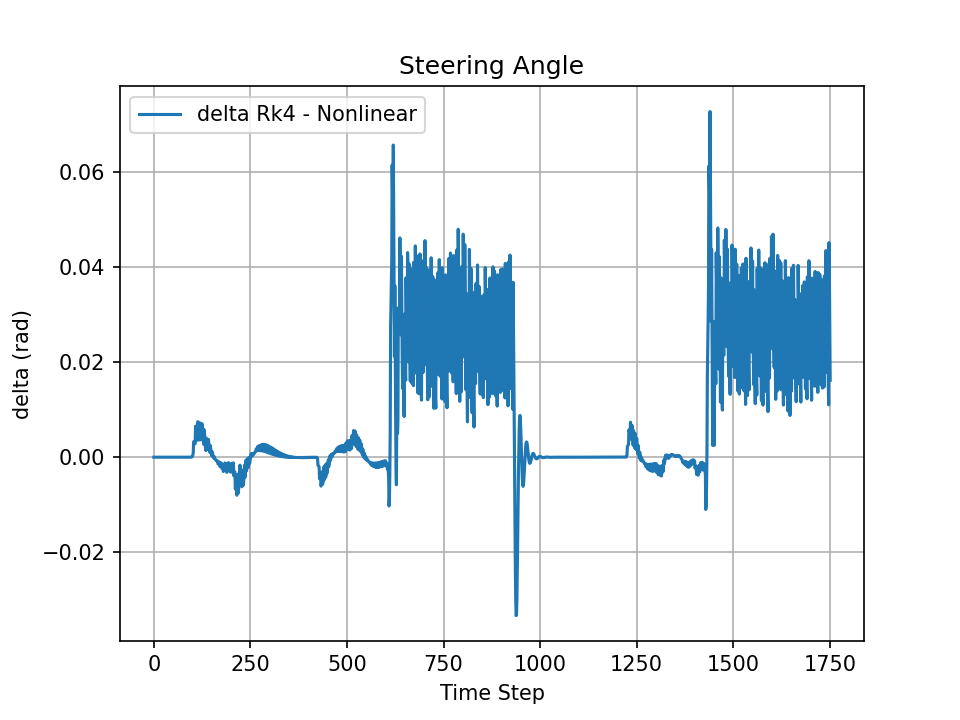 Steering Angle
delta Rk4 - Nonlinear
0.06
0.04
0.02
0.00
−0.02
delta (rad)
0 250 500 750 1000 1250 1500 1750
Time Step